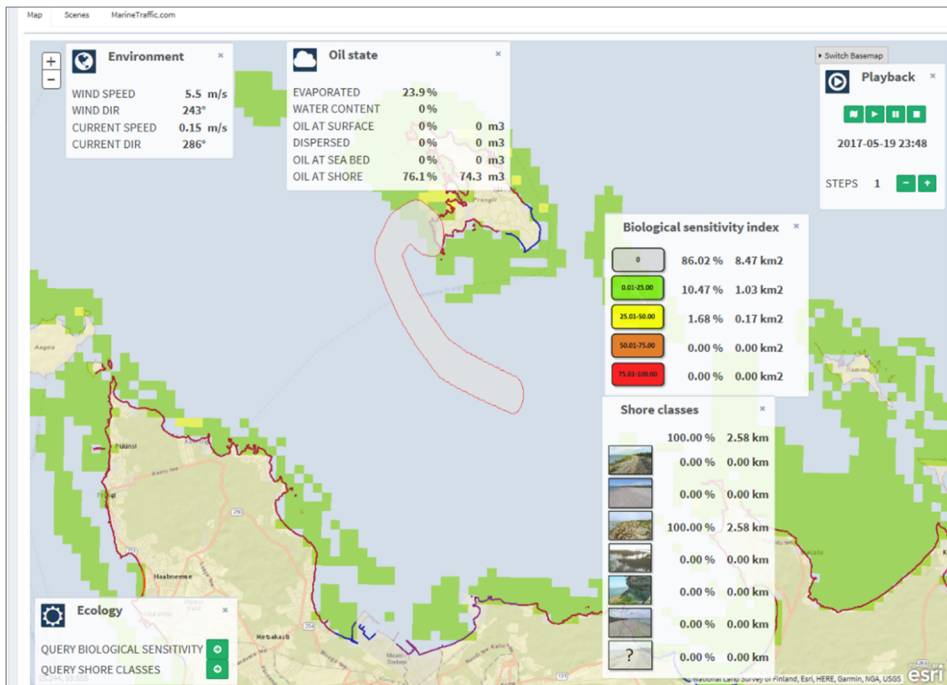 Map Scenes MarineTraffic.com
+
−
Environment ×
WIND SPEED 5.5 m/s
WIND DIR 243°
CURRENT SPEED 0.15 m/s
CURRENT DIR 286°
Oil state ×
EVAPORATED 23.9 %
WATER CONTENT 0%
OIL AT SURFACE 0% 0 m3
DISPERSED 0% 0 m3
OIL AT SEA BED 0% 0 m3
OIL AT SHORE 76.1% 74.3 m3
Switch Basemap
Playback ×
2017-05-19 23:48
STEPS 1 − +
Prangli
Biological sensitivity index ×
0 86.02 % 8.47 km2
0.01-25.00 10.47 % 1.03 km2
25.01-50.00 1.68 % 0.17 km2
50.01-75.00 0.00 % 0.00 km2
75.01-100.00 0.00 % 0.00 km2
Aegna
Shore classes ×
100.00 % 2.58 km
0.00 % 0.00 km
0.00 % 0.00 km
100.00 % 2.58 km
0.00 % 0.00 km
0.00 % 0.00 km
0.00 % 0.00 km
? 0.00 % 0.00 km
Püünsi
250
251
Haabneeme
254
Ecology ×
QUERY BIOLOGICAL SENSITIVITY
QUERY SHORE CLASSES
National Land Survey of Finland, Esri, HERE, Garmin, NGA, USGS
esri